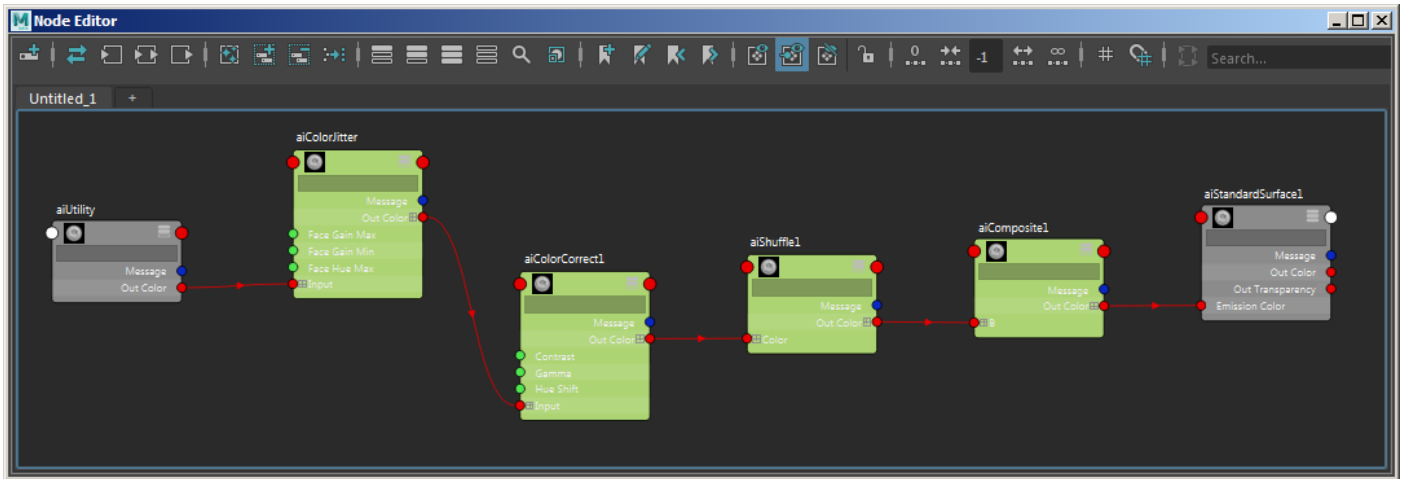 Node Editor
0
-1
∞
Search...
Untitled_1
+
aiColorJitter
Message
Out Color
Face Gain Max
Face Gain Min
Face Hue Max
Input
aiUtility
Message
Out Color
aiColorCorrect1
Message
Out Color
Contrast
Gamma
Hue Shift
Input
aiShuffle1
Message
Out Color
Color
aiComposite1
Message
Out Color
B
aiStandardSurface1
Message
Out Color
Out Transparency
Emission Color